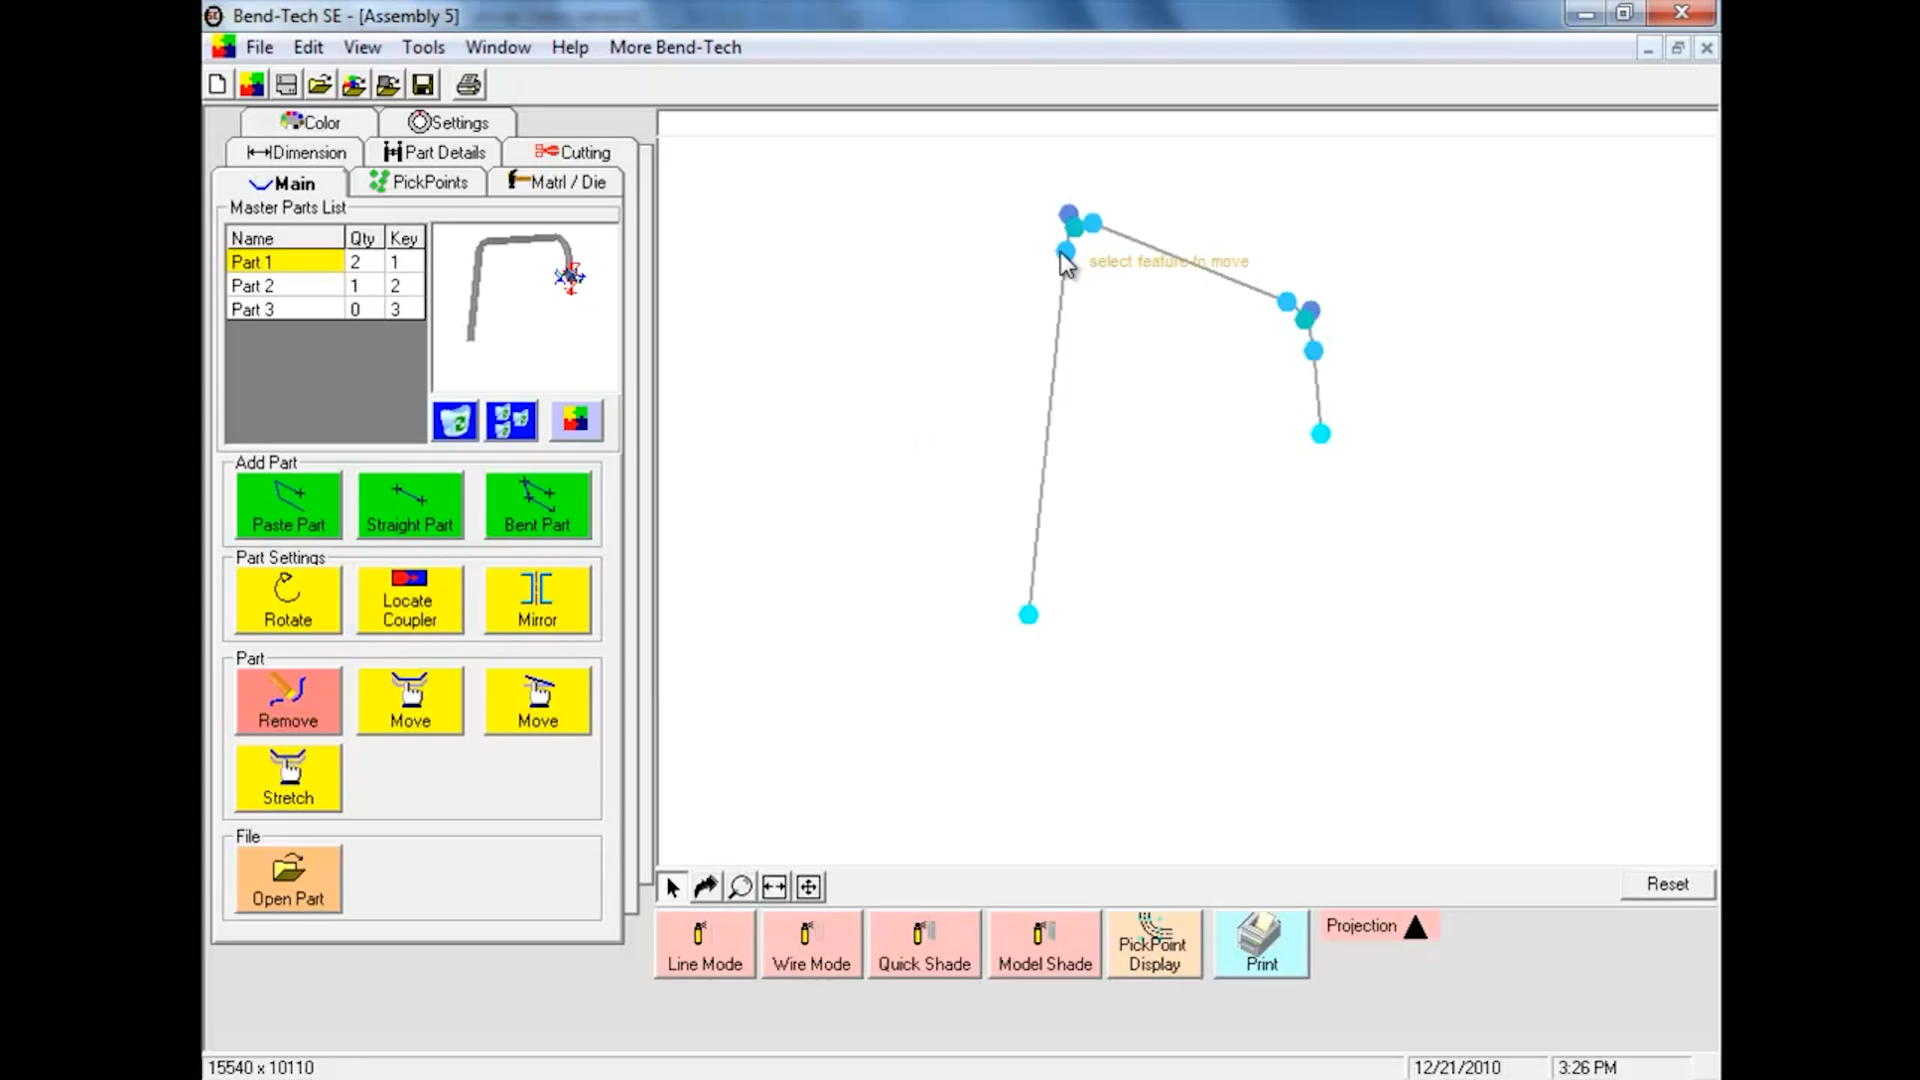 Bend-Tech SE - [Assembly 5]
File Edit View Tools Window Help More Bend-Tech
Color Settings
Dimension Part Details Cutting
Main PickPoints Matrl / Die
Master Parts List
Name Qty Key
Part 1 2 1
Part 2 1 2
Part 3 0 3
select feature to move
Add Part
Paste Part Straight Part Bent Part
Part Settings
Rotate Locate Coupler Mirror
Part
Remove Move Move
Stretch
File
Open Part
Reset
Line Mode Wire Mode Quick Shade Model Shade PickPoint Display Print Projection
15540 x 10110 12/21/2010 3:26 PM